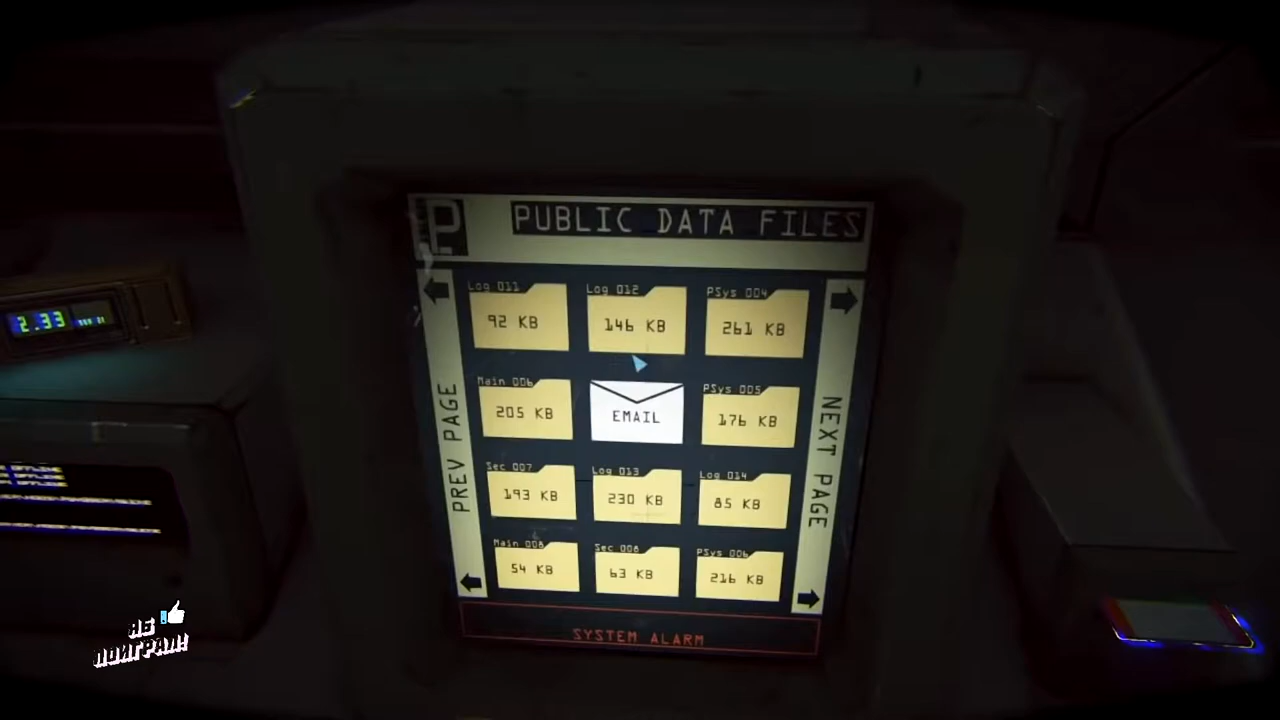 PUBLIC DATA FILES
Log 011
92 KB
Log 012
146 KB
PSys 004
261 KB
Main 006
205 KB
EMAIL
PSys 005
176 KB
Sec 007
193 KB
Log 013
230 KB
Log 014
85 KB
Main 008
54 KB
Sec 008
63 KB
PSys 006
216 KB
PREV PAGE
NEXT PAGE
SYSTEM ALARM
2.33
ЯБ
ПОИГРАЛ!